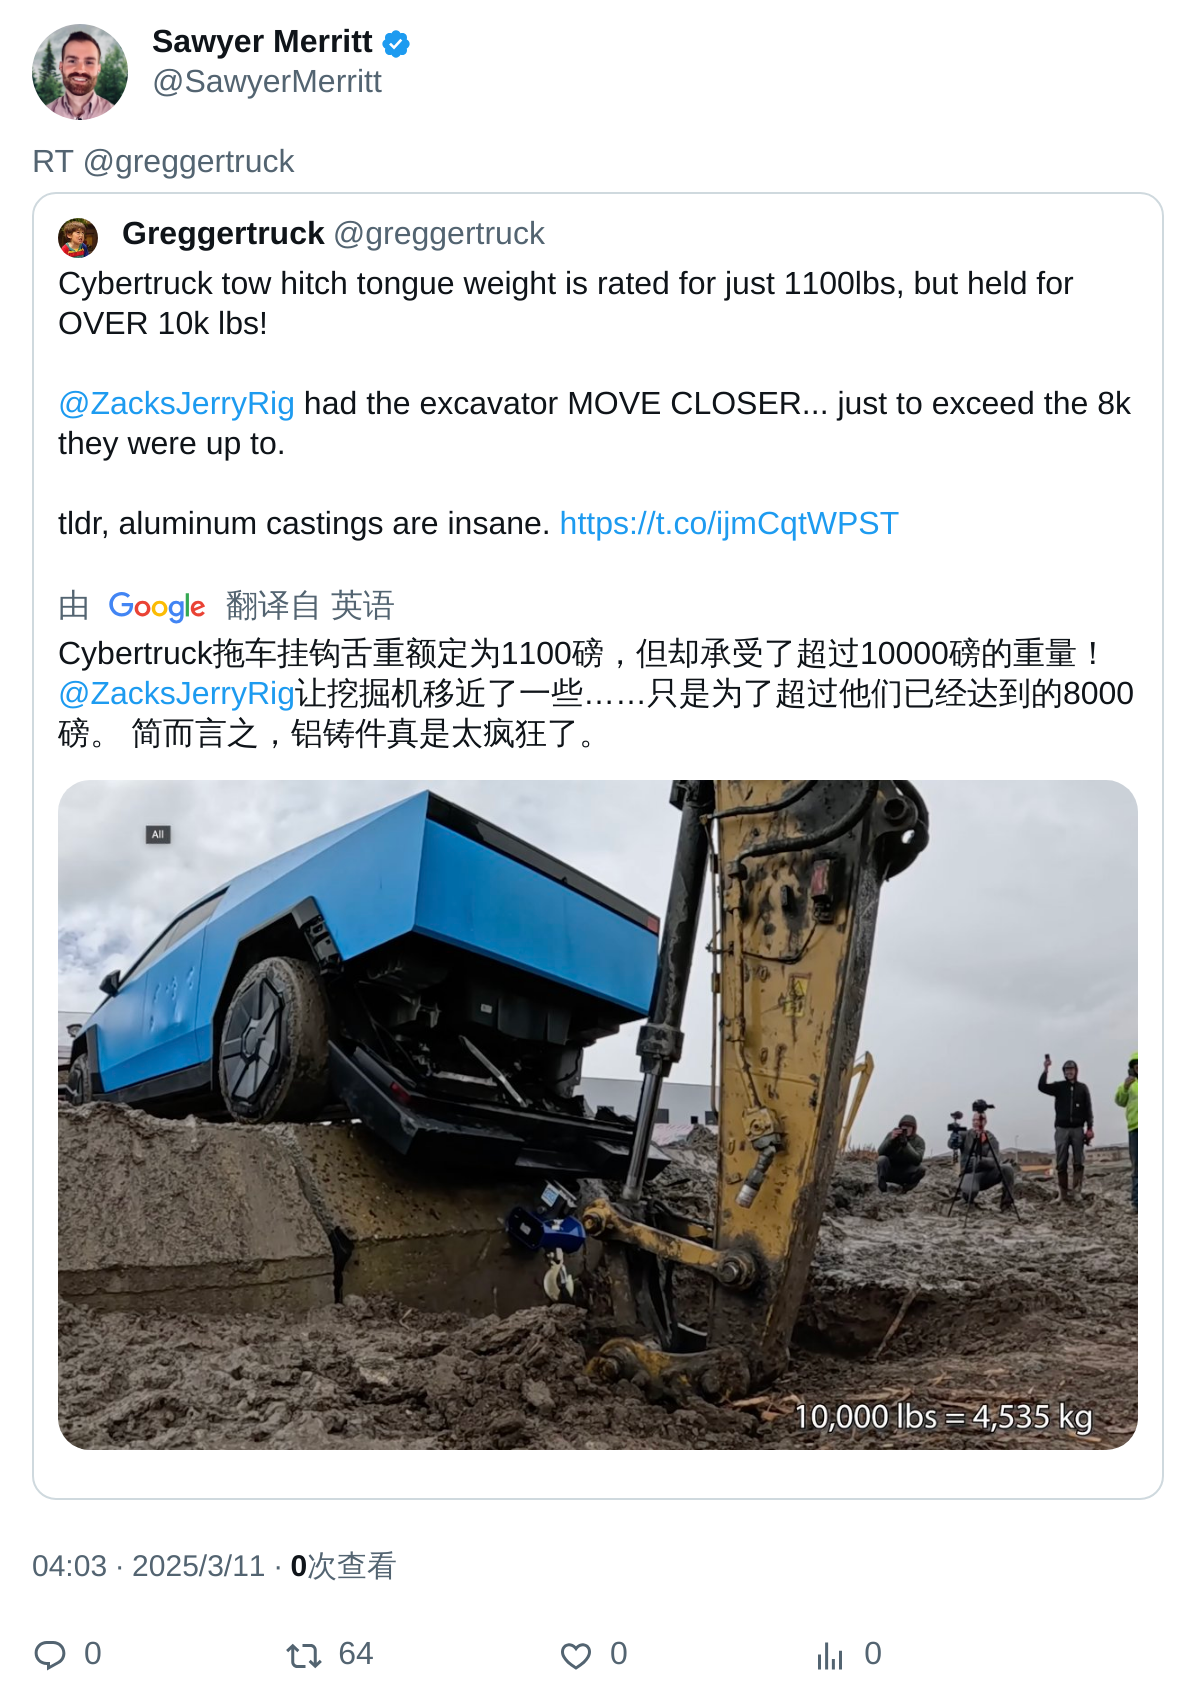 Sawyer Merritt
@SawyerMerritt
RT @greggertruck
Greggertruck @greggertruck
Cybertruck tow hitch tongue weight is rated for just 1100lbs, but held for
OVER 10k lbs!
@ZacksJerryRig had the excavator MOVE CLOSER... just to exceed the 8k
they were up to.
tldr, aluminum castings are insane. https://t.co/ijmCqtWPST
由 Google 翻译自 英语
Cybertruck拖车挂钩舌重额定为1100磅，但却承受了超过10000磅的重量！
@ZacksJerryRig让挖掘机移近了一些……只是为了超过他们已经达到的8000
磅。 简而言之，铝铸件真是太疯狂了。
All
10,000 lbs = 4,535 kg
04:03 · 2025/3/11 · 0次查看
0 64 0 0